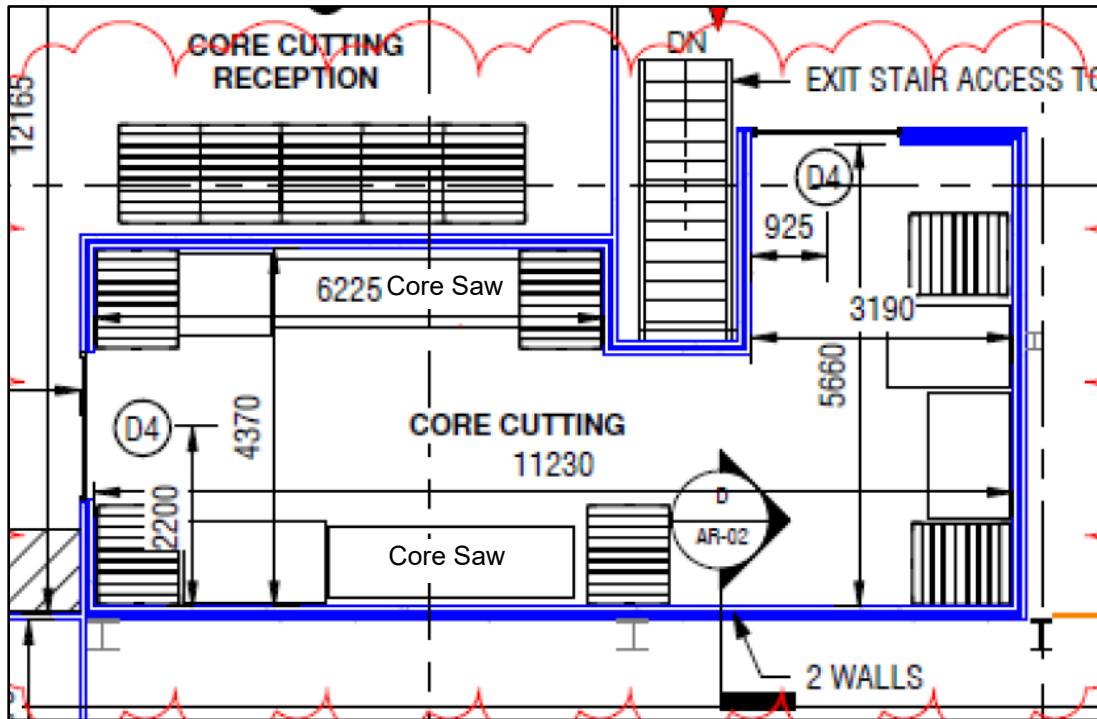 CORE CUTTING
RECEPTION
DN
EXIT STAIR ACCESS TO
12165
D4
925
6225
Core Saw
3190
5660
4370
D4
CORE CUTTING
11230
2200
D
AR-02
Core Saw
2 WALLS